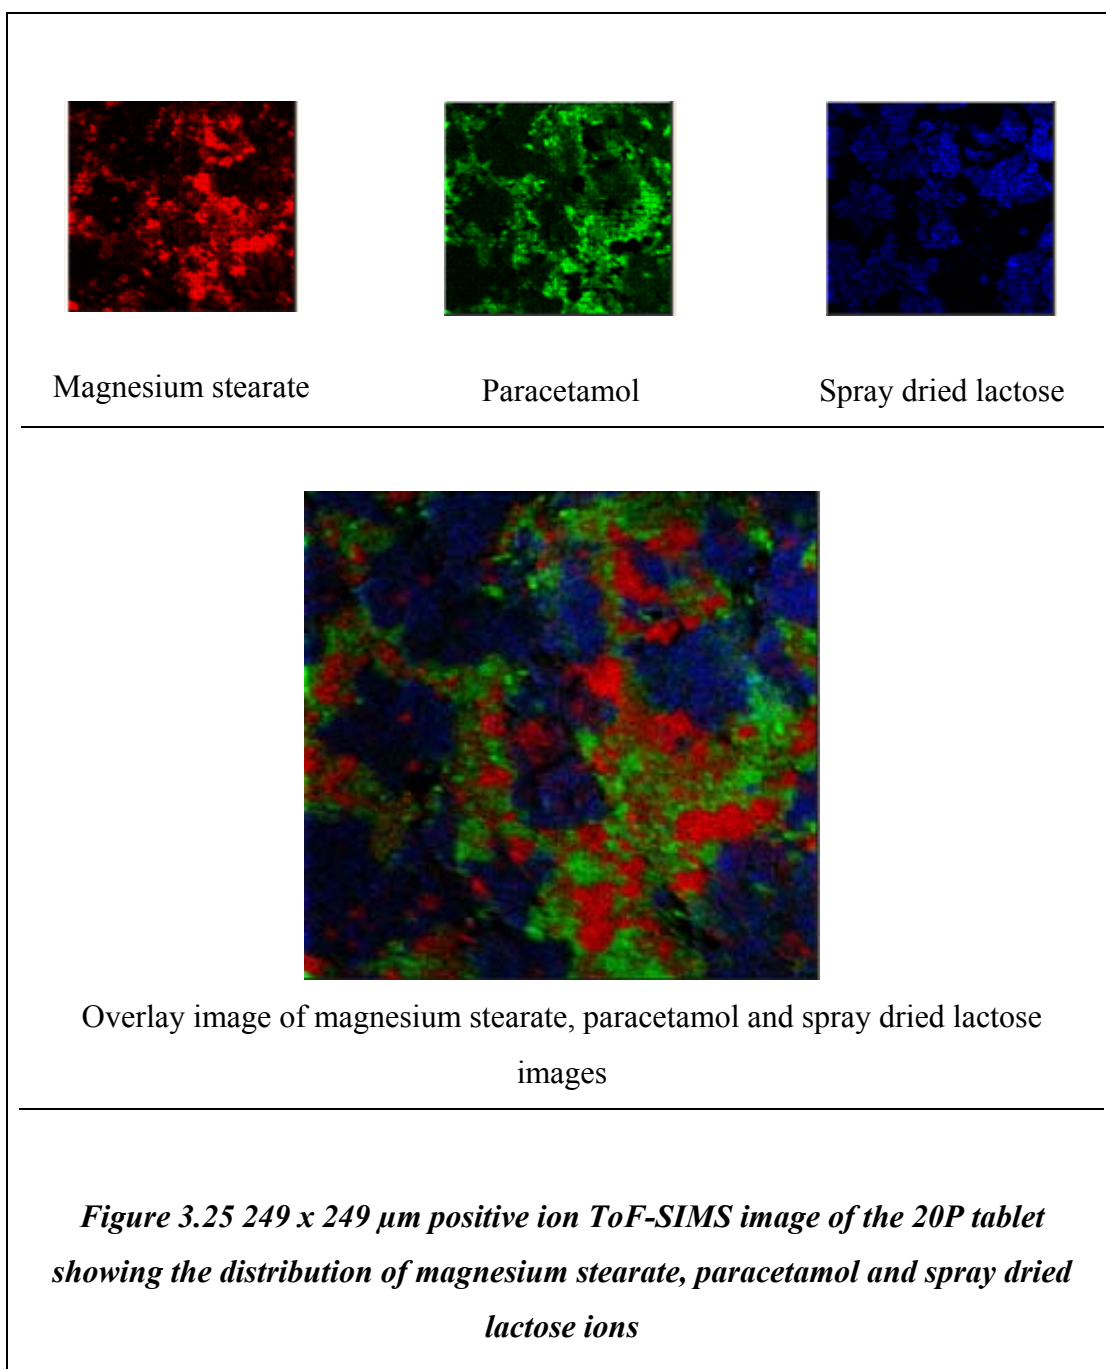 Magnesium stearate
Paracetamol
Spray dried lactose
Overlay image of magnesium stearate, paracetamol and spray dried lactose
images
Figure 3.25 249 x 249 µm positive ion ToF-SIMS image of the 20P tablet
showing the distribution of magnesium stearate, paracetamol and spray dried
lactose ions